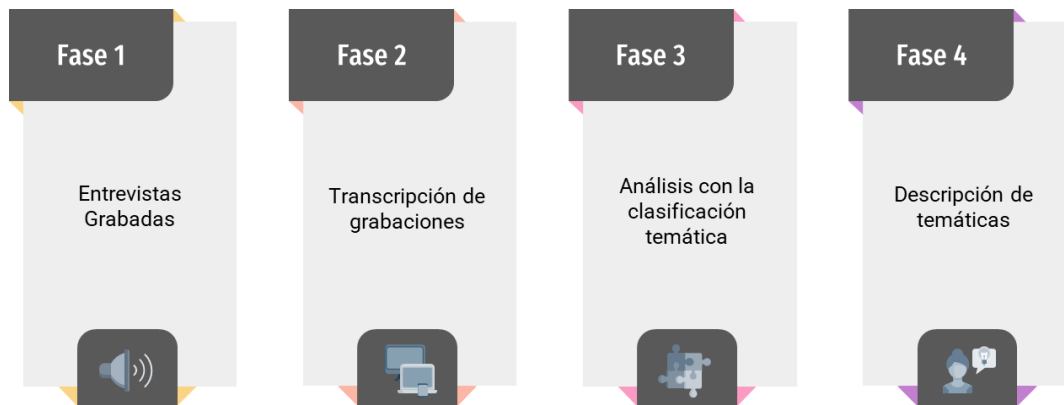 Fase 1
Entrevistas
Grabadas
Fase 2
Transcripción de
grabaciones
Fase 3
Análisis con la
clasificación
temática
Fase 4
Descripción de
temáticas